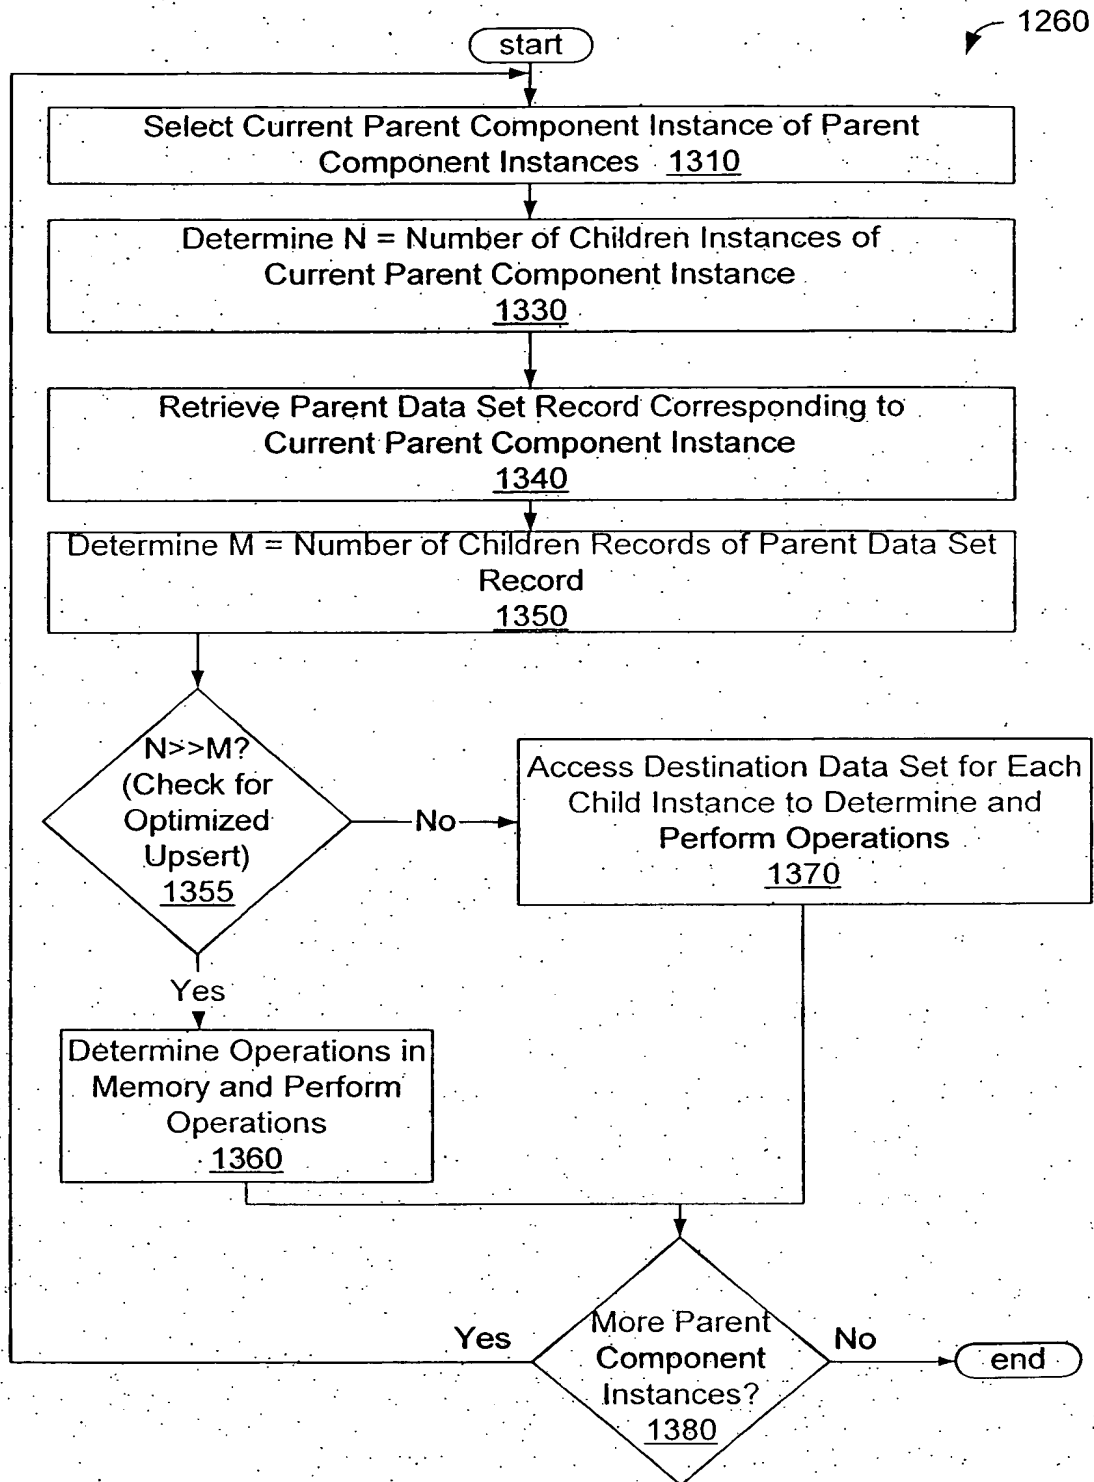 1260
start
Select Current Parent Component Instance of Parent
Component Instances 1310
Determine N = Number of Children Instances of
Current Parent Component Instance
1330
Retrieve Parent Data Set Record Corresponding to
Current Parent Component Instance
1340
Determine M = Number of Children Records of Parent Data Set
Record
1350
N>>M?
(Check for
Optimized
Upsert)
1355
No
Access Destination Data Set for Each
Child Instance to Determine and
Perform Operations
1370
Yes
Determine Operations in
Memory and Perform
Operations
1360
More Parent
Component
Instances?
1380
Yes
No
end